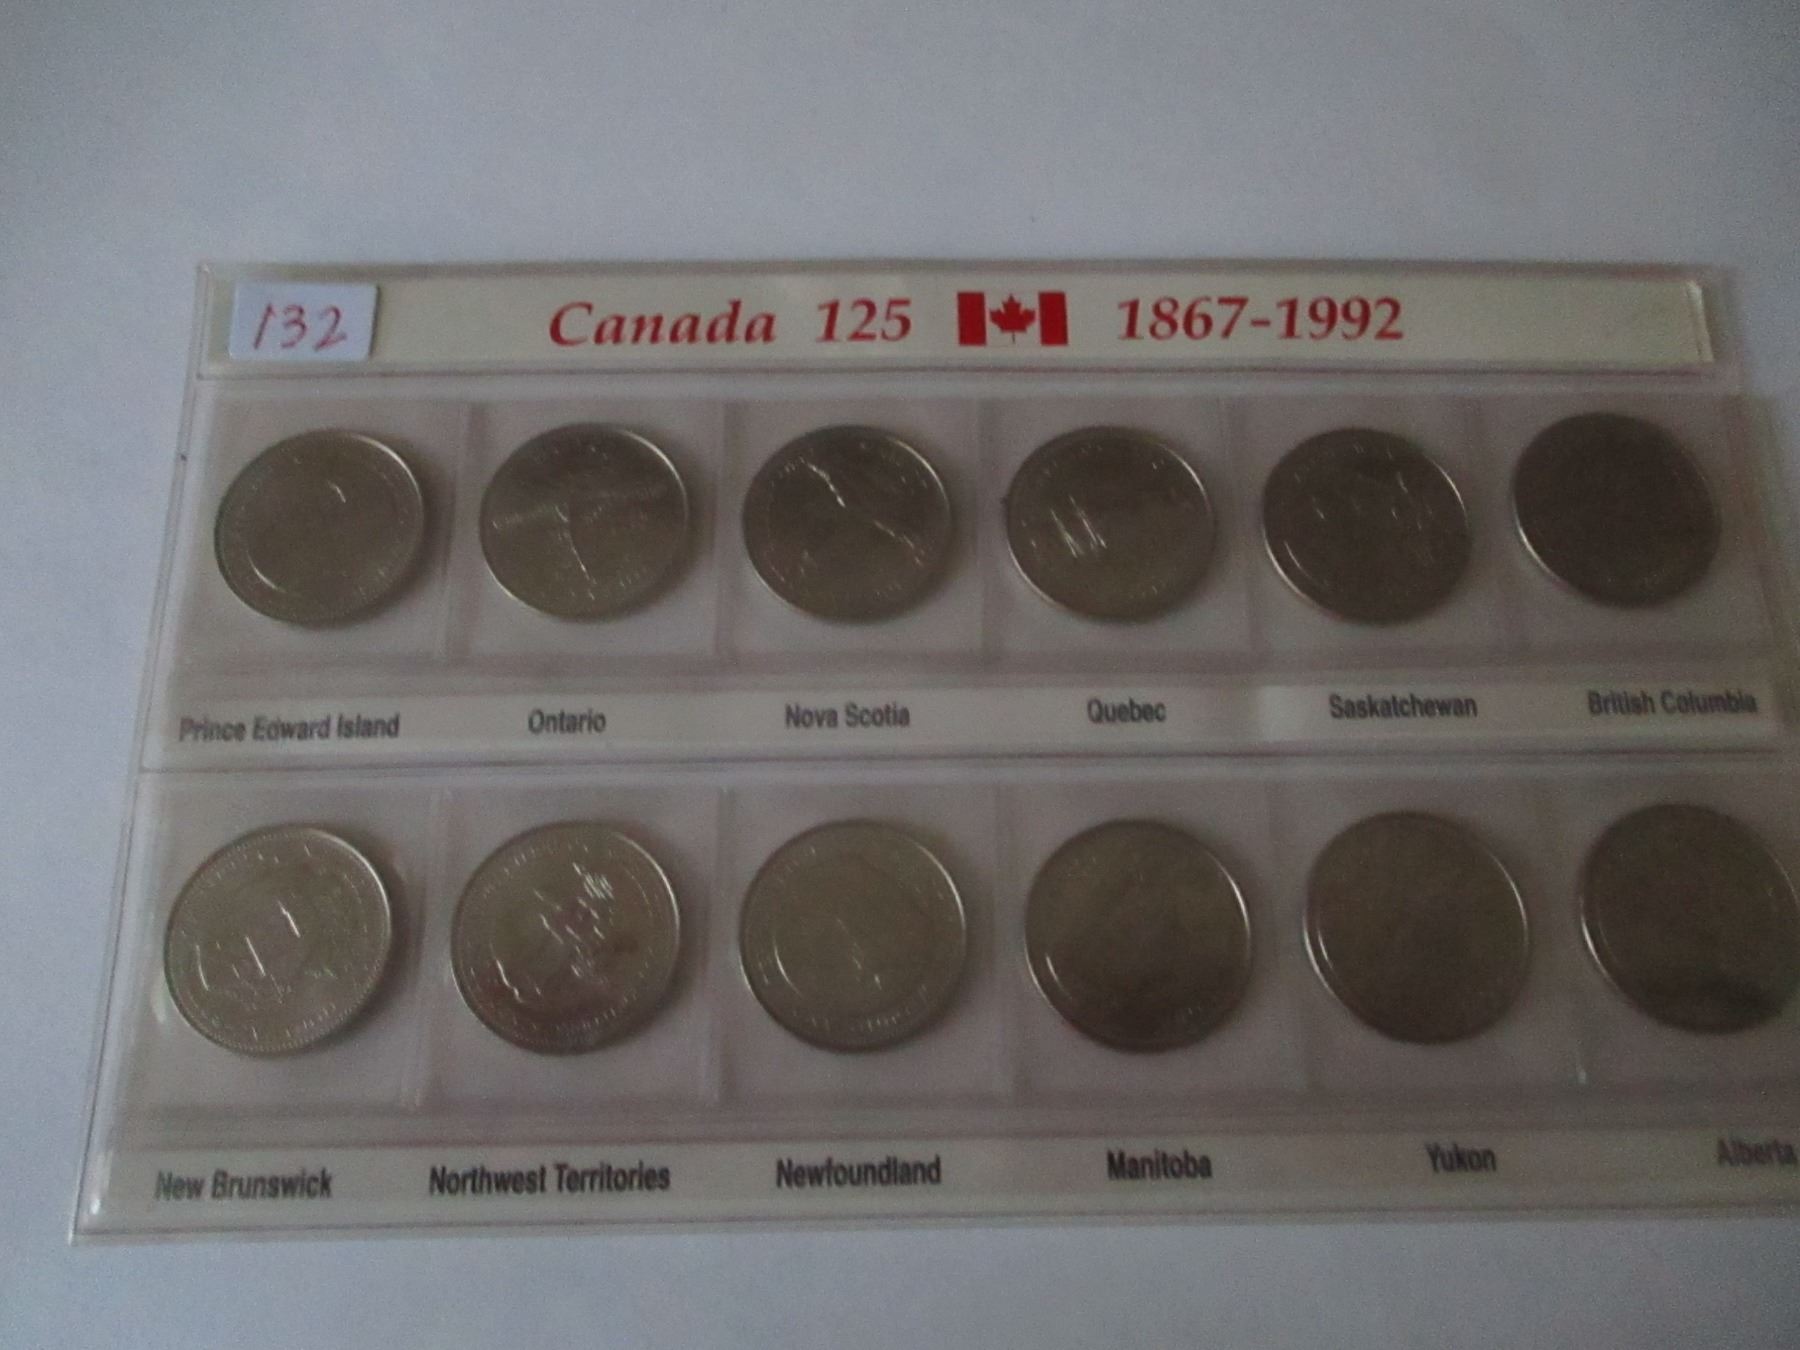 132
Canada 125 1867-1992
Prince Edward Island Ontario Nova Scotia Quebec Saskatchewan British Columbia
New Brunswick Northwest Territories Newfoundland Manitoba Yukon Alberta